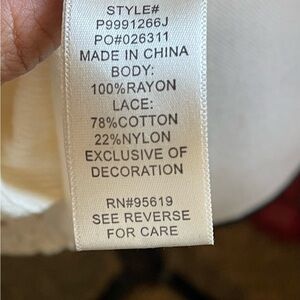 STYLE#
P9991266J
PO#026311
MADE IN CHINA
BODY:
100%RAYON
LACE:
78%COTTON
22%NYLON
EXCLUSIVE OF
DECORATION
RN#95619
SEE REVERSE
FOR CARE